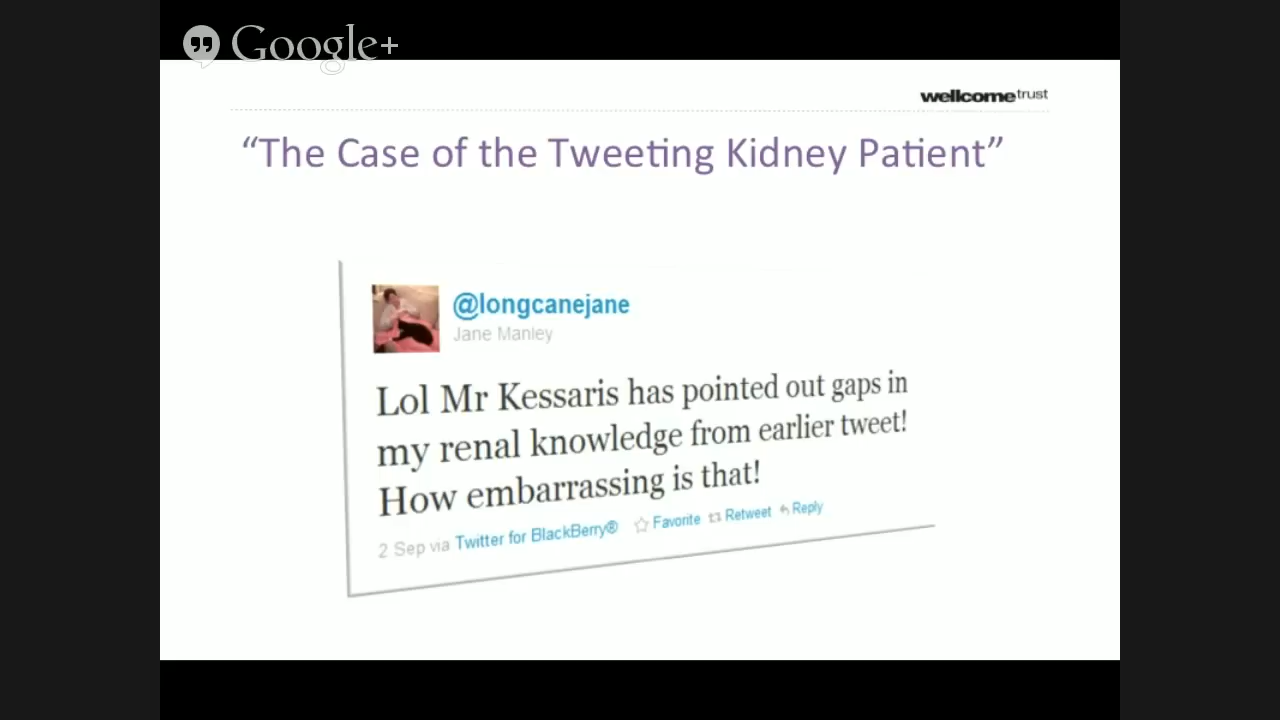 Google+
wellcometrust
“The Case of the Tweeting Kidney Patient”
@longcanejane
Jane Manley
Lol Mr Kessaris has pointed out gaps in
my renal knowledge from earlier tweet!
How embarrassing is that!
2 Sep via Twitter for BlackBerry® Favorite Retweet Reply